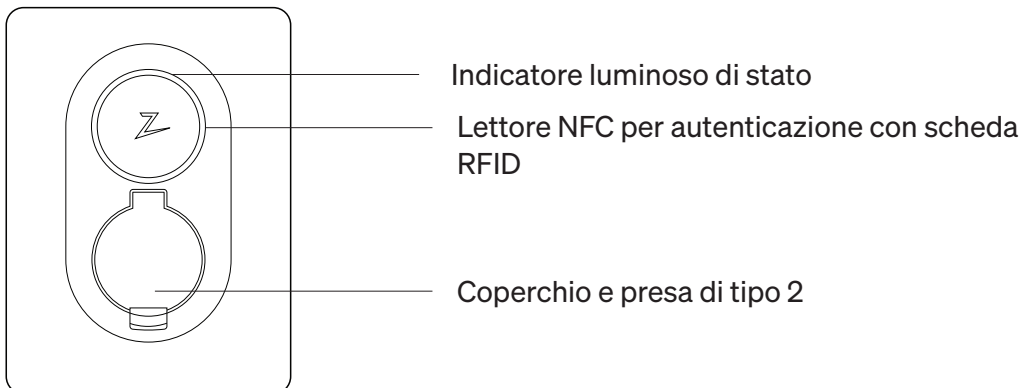 Indicatore luminoso di stato
Lettore NFC per autenticazione con scheda
RFID
Coperchio e presa di tipo 2